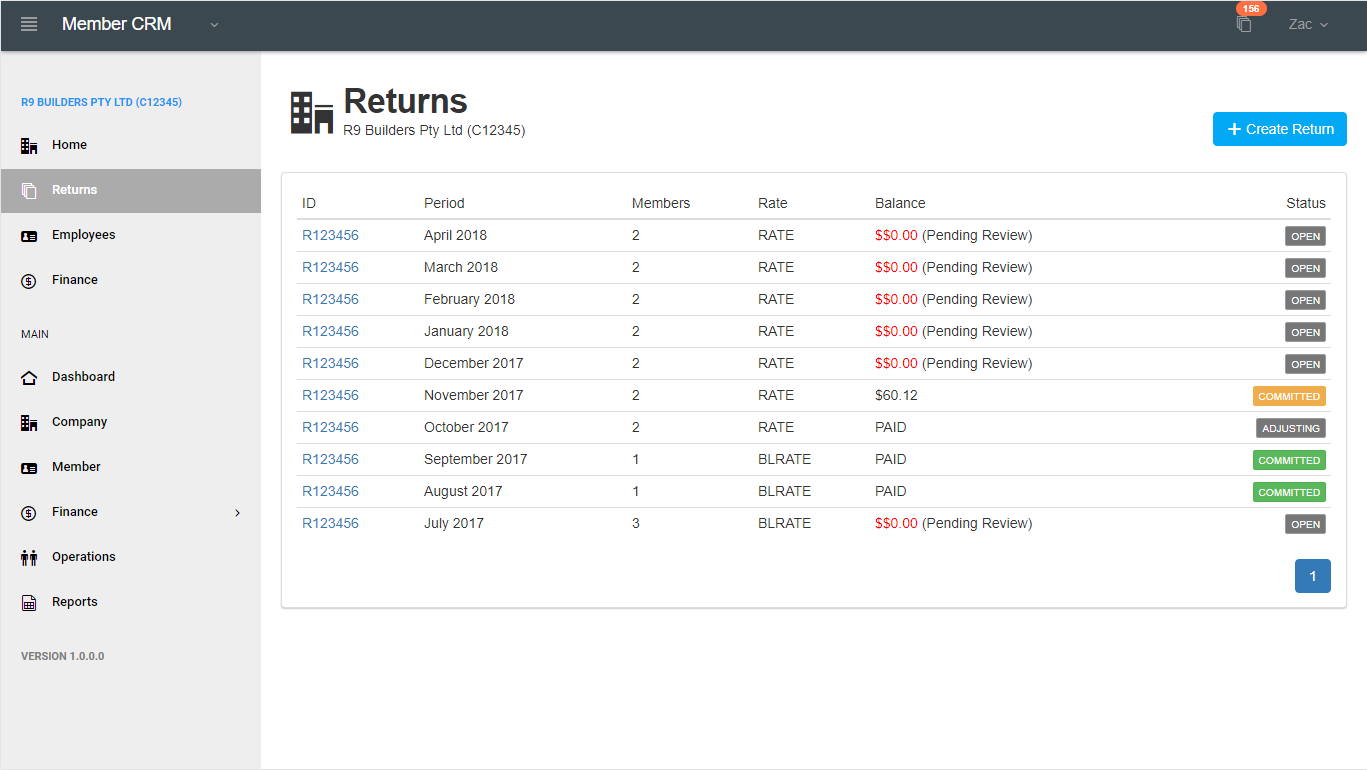 Member CRM
156
Zac
R9 BUILDERS PTY LTD (C12345)
Home
Returns
Employees
Finance
MAIN
Dashboard
Company
Member
Finance
Operations
Reports
VERSION 1.0.0.0
Returns
R9 Builders Pty Ltd (C12345)
+ Create Return
ID Period Members Rate Balance Status
R123456 April 2018 2 RATE $$0.00 (Pending Review) OPEN
R123456 March 2018 2 RATE $$0.00 (Pending Review) OPEN
R123456 February 2018 2 RATE $$0.00 (Pending Review) OPEN
R123456 January 2018 2 RATE $$0.00 (Pending Review) OPEN
R123456 December 2017 2 RATE $$0.00 (Pending Review) OPEN
R123456 November 2017 2 RATE $60.12 COMMITTED
R123456 October 2017 2 RATE PAID ADJUSTING
R123456 September 2017 1 BLRATE PAID COMMITTED
R123456 August 2017 1 BLRATE PAID COMMITTED
R123456 July 2017 3 BLRATE $$0.00 (Pending Review) OPEN
1